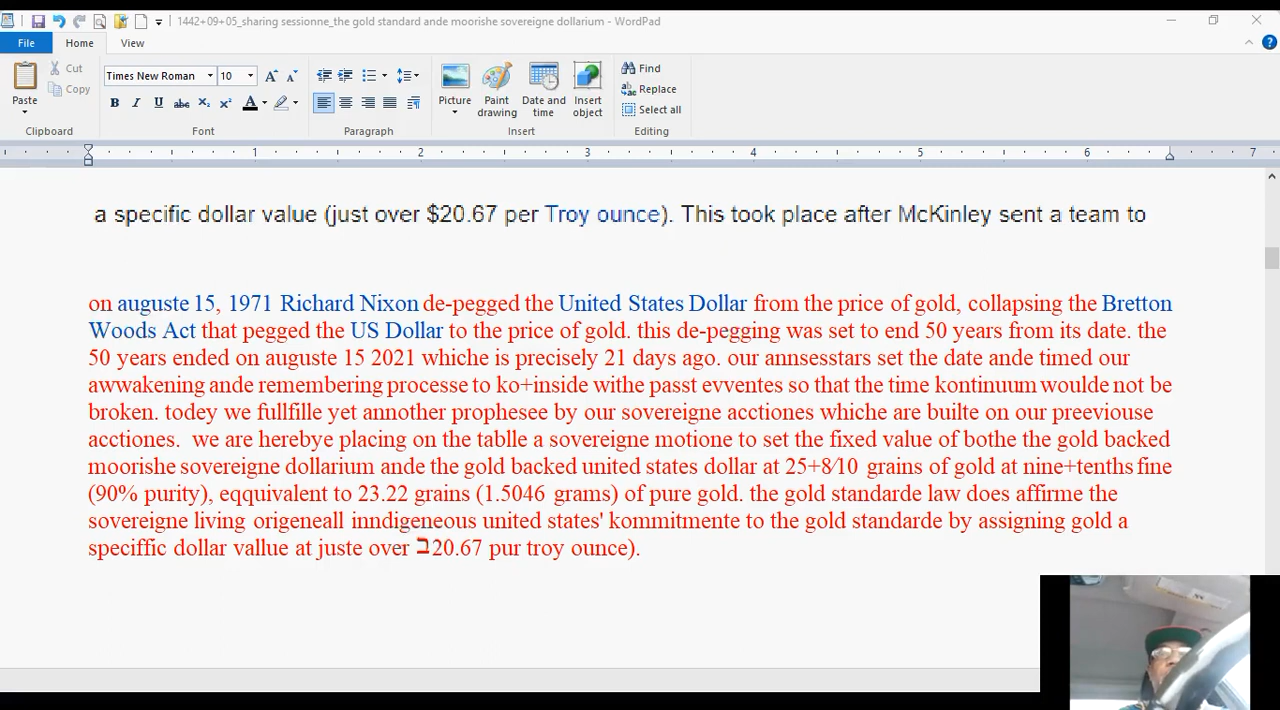 1442+09+05_sharing sessionne_the gold standard ande moorishe sovereigne dollarium - WordPad
File Home View
Paste
Cut
Copy
Clipboard
Times New Roman 10
Font
Paragraph
Picture
Paint drawing
Date and time
Insert object
Insert
Find
Replace
Select all
Editing
1 2 3 4 5 6 7
a specific dollar value (just over $20.67 per Troy ounce). This took place after McKinley sent a team to
on auguste 15, 1971 Richard Nixon de-pegged the United States Dollar from the price of gold, collapsing the Bretton
Woods Act that pegged the US Dollar to the price of gold. this de-pegging was set to end 50 years from its date. the
50 years ended on auguste 15 2021 whiche is precisely 21 days ago. our annsesstars set the date ande timed our
awwakening ande remembering processe to ko+inside withe passt evventes so that the time kontinuum woulde not be
broken. todey we fullfille yet annother prophesee by our sovereigne acctiones whiche are builte on our preevviouse
acctiones. we are herebye placing on the tablle a sovereigne motione to set the fixed value of bothe the gold backed
moorishe sovereigne dollarium ande the gold backed united states dollar at 25+8⁄10 grains of gold at nine+tenths fine
(90% purity), eqquivalent to 23.22 grains (1.5046 grams) of pure gold. the gold standarde law does affirme the
sovereigne living origeneall inndigeneous united states' kommitmente to the gold standarde by assigning gold a
speciffic dollar vallue at juste over ב20.67 pur troy ounce).